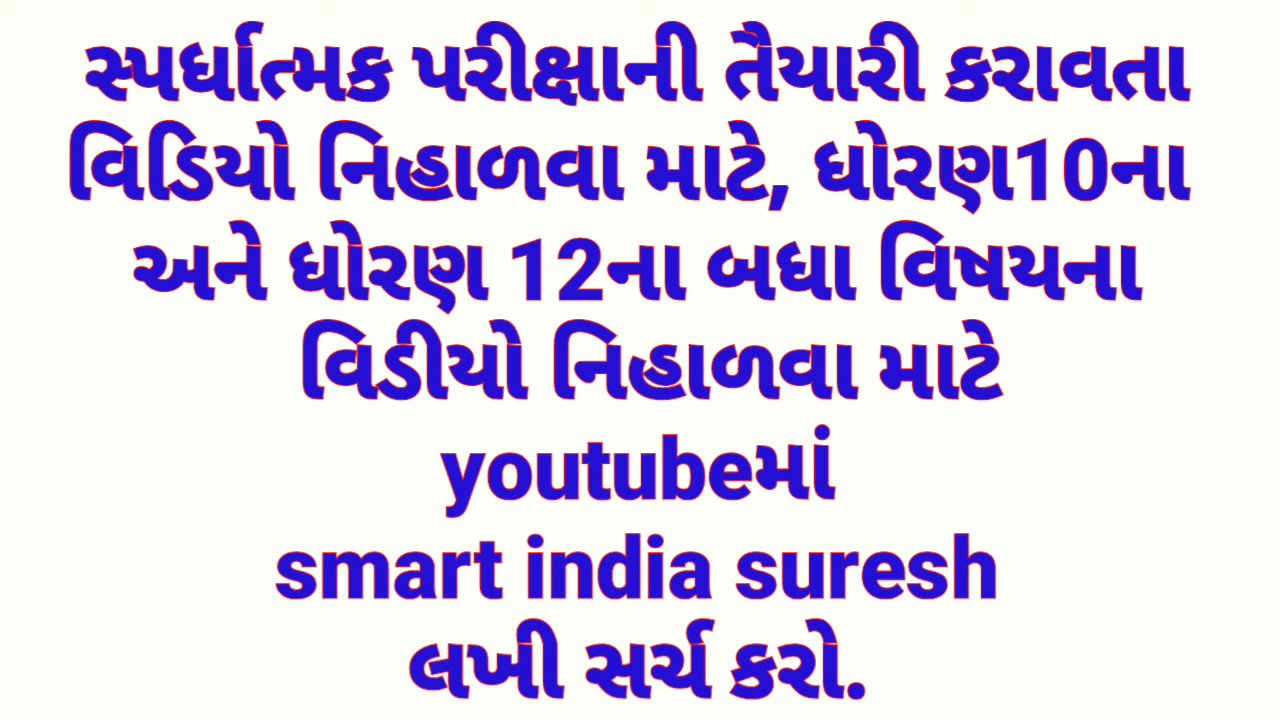 સ્પર્ધાત્મક પરીક્ષાની તૈયારી કરાવતા
વિડિયો નિહાળવા માટે, ધોરણ10ના
અને ધોરણ 12ના બધા વિષયના
વિડીયો નિહાળવા માટે
youtubeમાં
smart india suresh
લખી સર્ચ કરો.